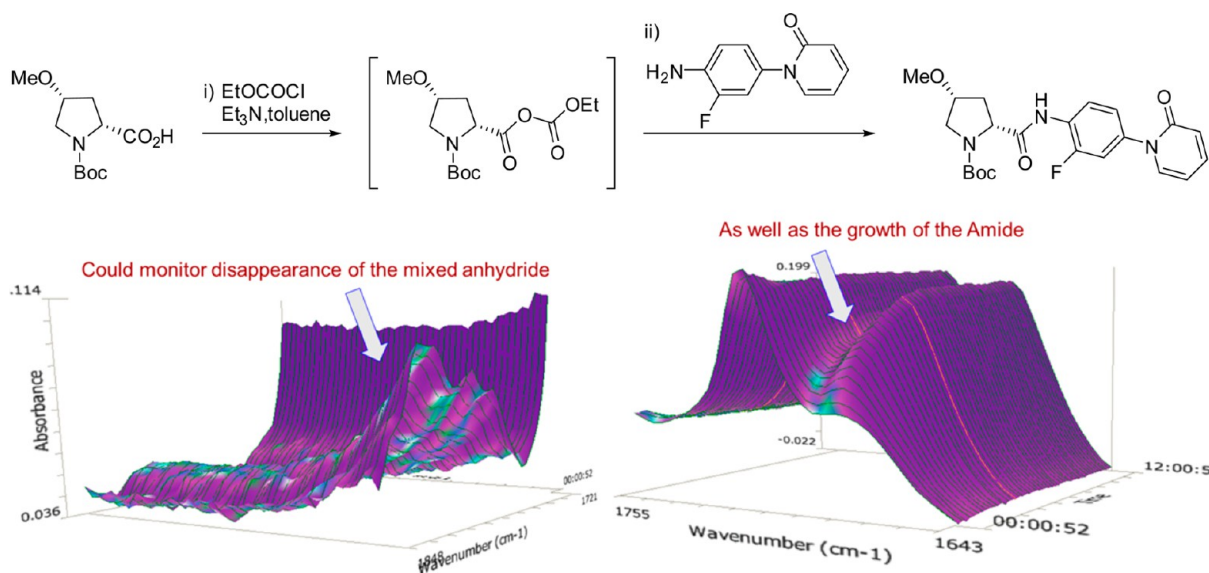 i) EtOCOCl
Et₃N,toluene
ii)
MeO
CO₂H
N
Boc
MeO
O
OEt
O
O
N
Boc
H₂N
F
N
O
MeO
H
N
O
N
Boc
F
N
O
Could monitor disappearance of the mixed anhydride
.114
Absorbance
0.036
00:00:52
1721
1848
Wavenumber (cm-1)
As well as the growth of the Amide
0.199
-0.022
12:00:5
Time
00:00:52
1755
Wavenumber (cm-1)
1643